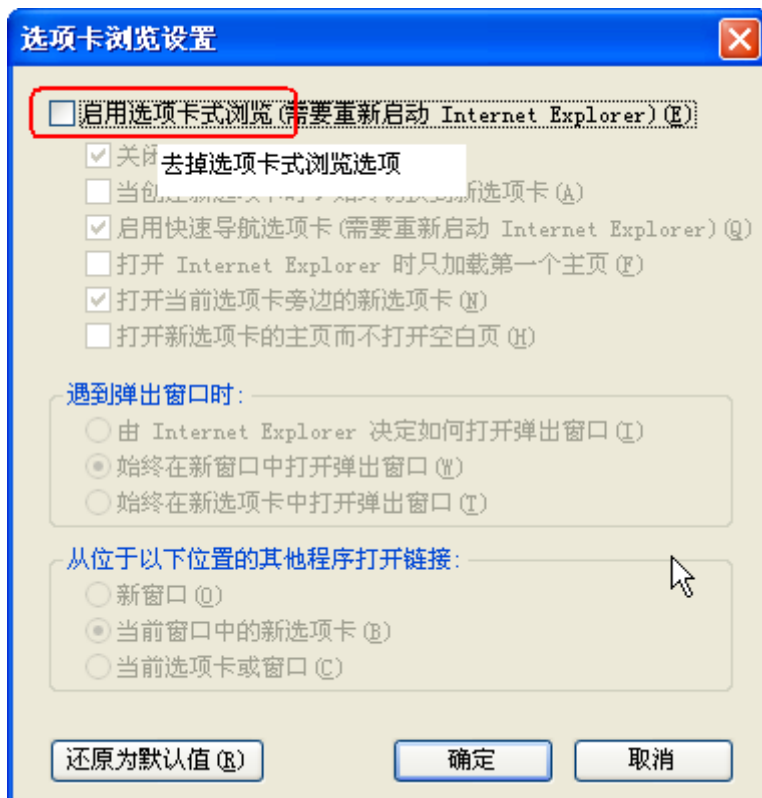 选项卡浏览设置
启用选项卡式浏览(需要重新启动 Internet Explorer)(E)
关闭
去掉选项卡式浏览选项
新选项卡(A)
启用快速导航选项卡(需要重新启动 Internet Explorer)(Q)
打开 Internet Explorer 时只加载第一个主页(F)
打开当前选项卡旁边的新选项卡(N)
打开新选项卡的主页而不打开空白页(H)
遇到弹出窗口时:
由 Internet Explorer 决定如何打开弹出窗口(I)
始终在新窗口中打开弹出窗口(W)
始终在新选项卡中打开弹出窗口(T)
从位于以下位置的其他程序打开链接:
新窗口(O)
当前窗口中的新选项卡(B)
当前选项卡或窗口(C)
还原为默认值(R)
确定
取消